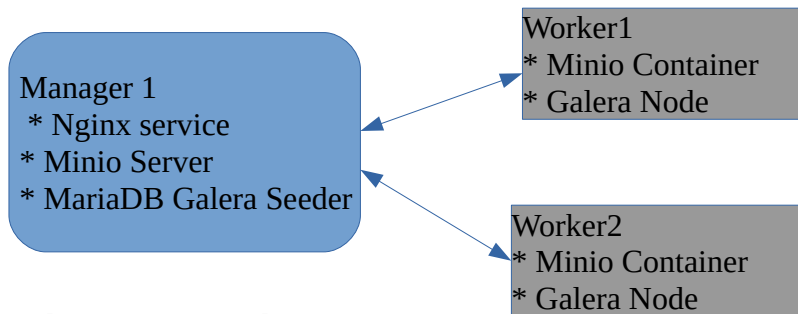 Manager 1
* Nginx service
* Minio Server
* MariaDB Galera Seeder
Worker1
* Minio Container
* Galera Node
Worker2
* Minio Container
* Galera Node